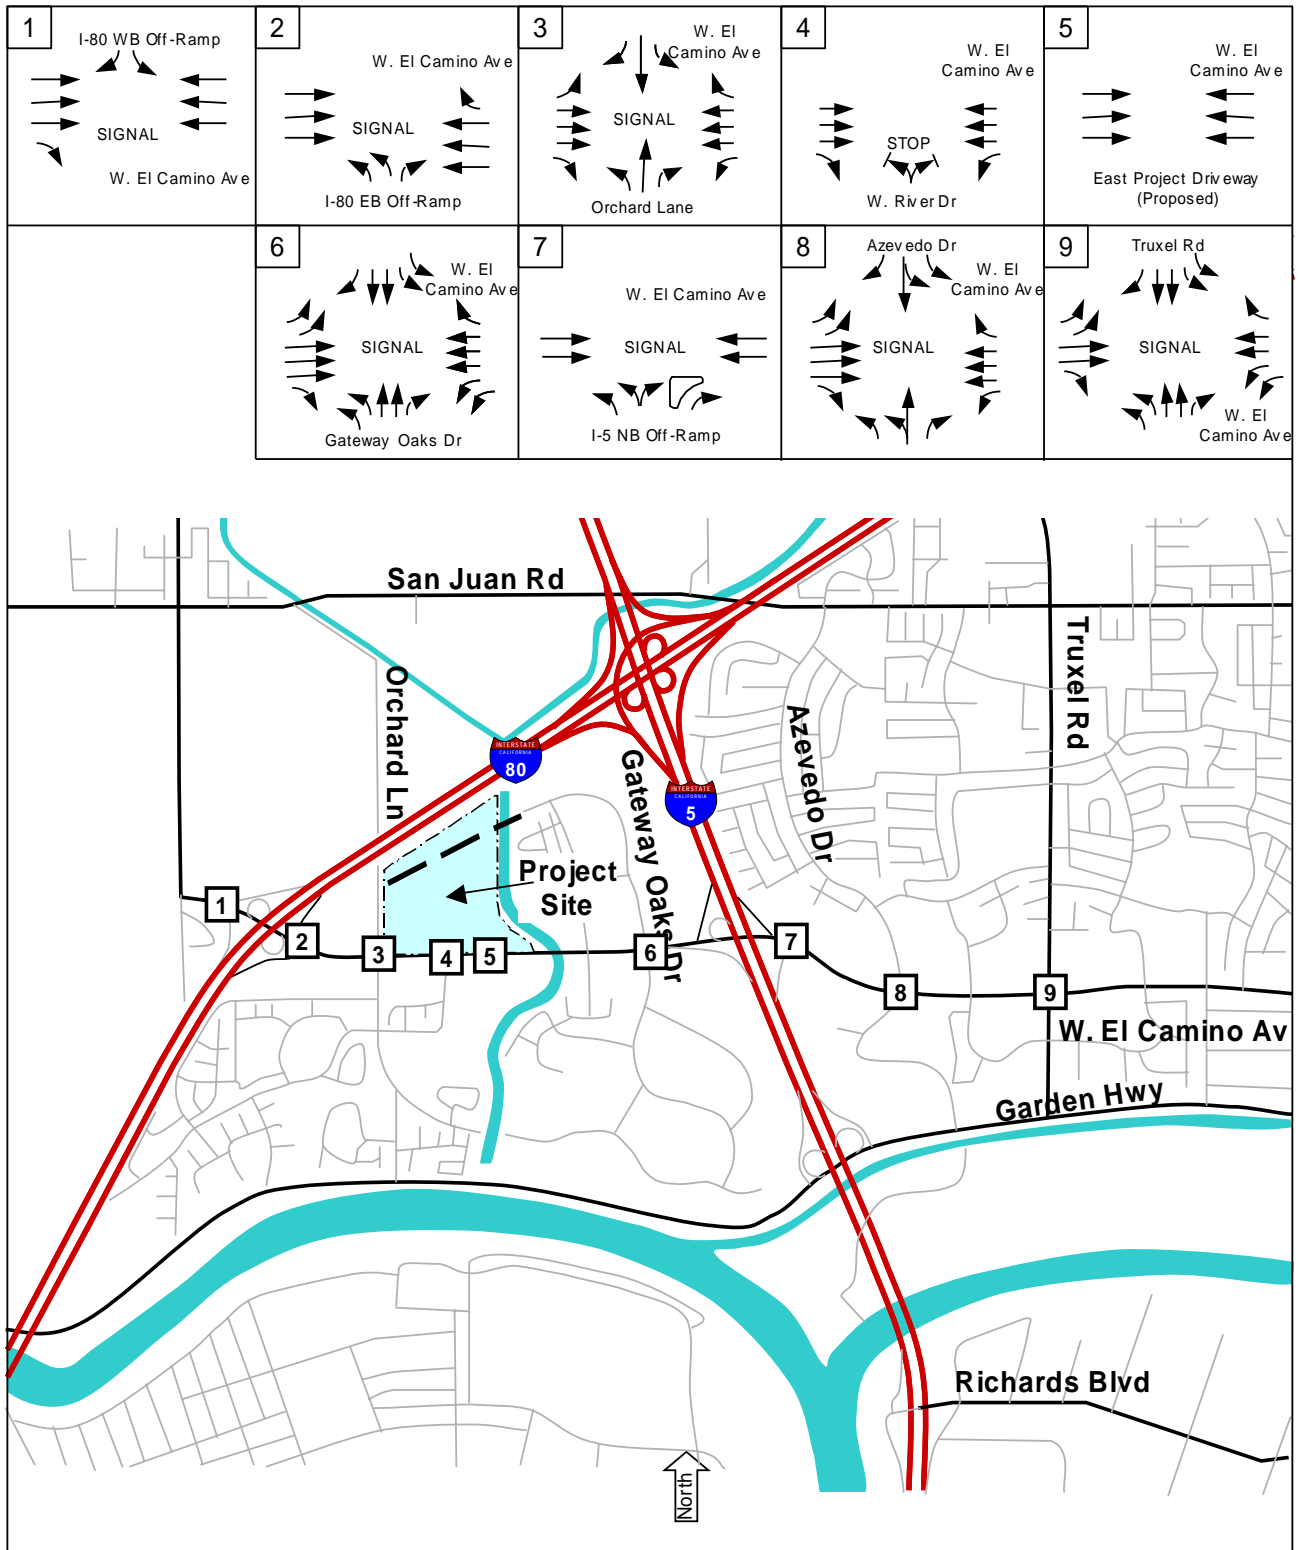 1
I-80 WB Off-Ramp
SIGNAL
W. El Camino Ave
2
W. El Camino Ave
SIGNAL
I-80 EB Off-Ramp
3
W. El
Camino Ave
SIGNAL
Orchard Lane
4
W. El
Camino Ave
STOP
W. River Dr
5
W. El
Camino Ave
East Project Driveway
(Proposed)
6
W. El
Camino Ave
SIGNAL
Gateway Oaks Dr
7
W. El Camino Ave
SIGNAL
I-5 NB Off-Ramp
8
Azevedo Dr
W. El
Camino Ave
SIGNAL
9
Truxel Rd
SIGNAL
W. El
Camino Ave
San Juan Rd
Orchard Ln
Truxel Rd
Azevedo Dr
Gateway Oaks Dr
INTERSTATE
CALIFORNIA
80
INTERSTATE
CALIFORNIA
5
Project
Site
1
2
3
4
5
6
7
8
9
W. El Camino Av
Garden Hwy
Richards Blvd
North